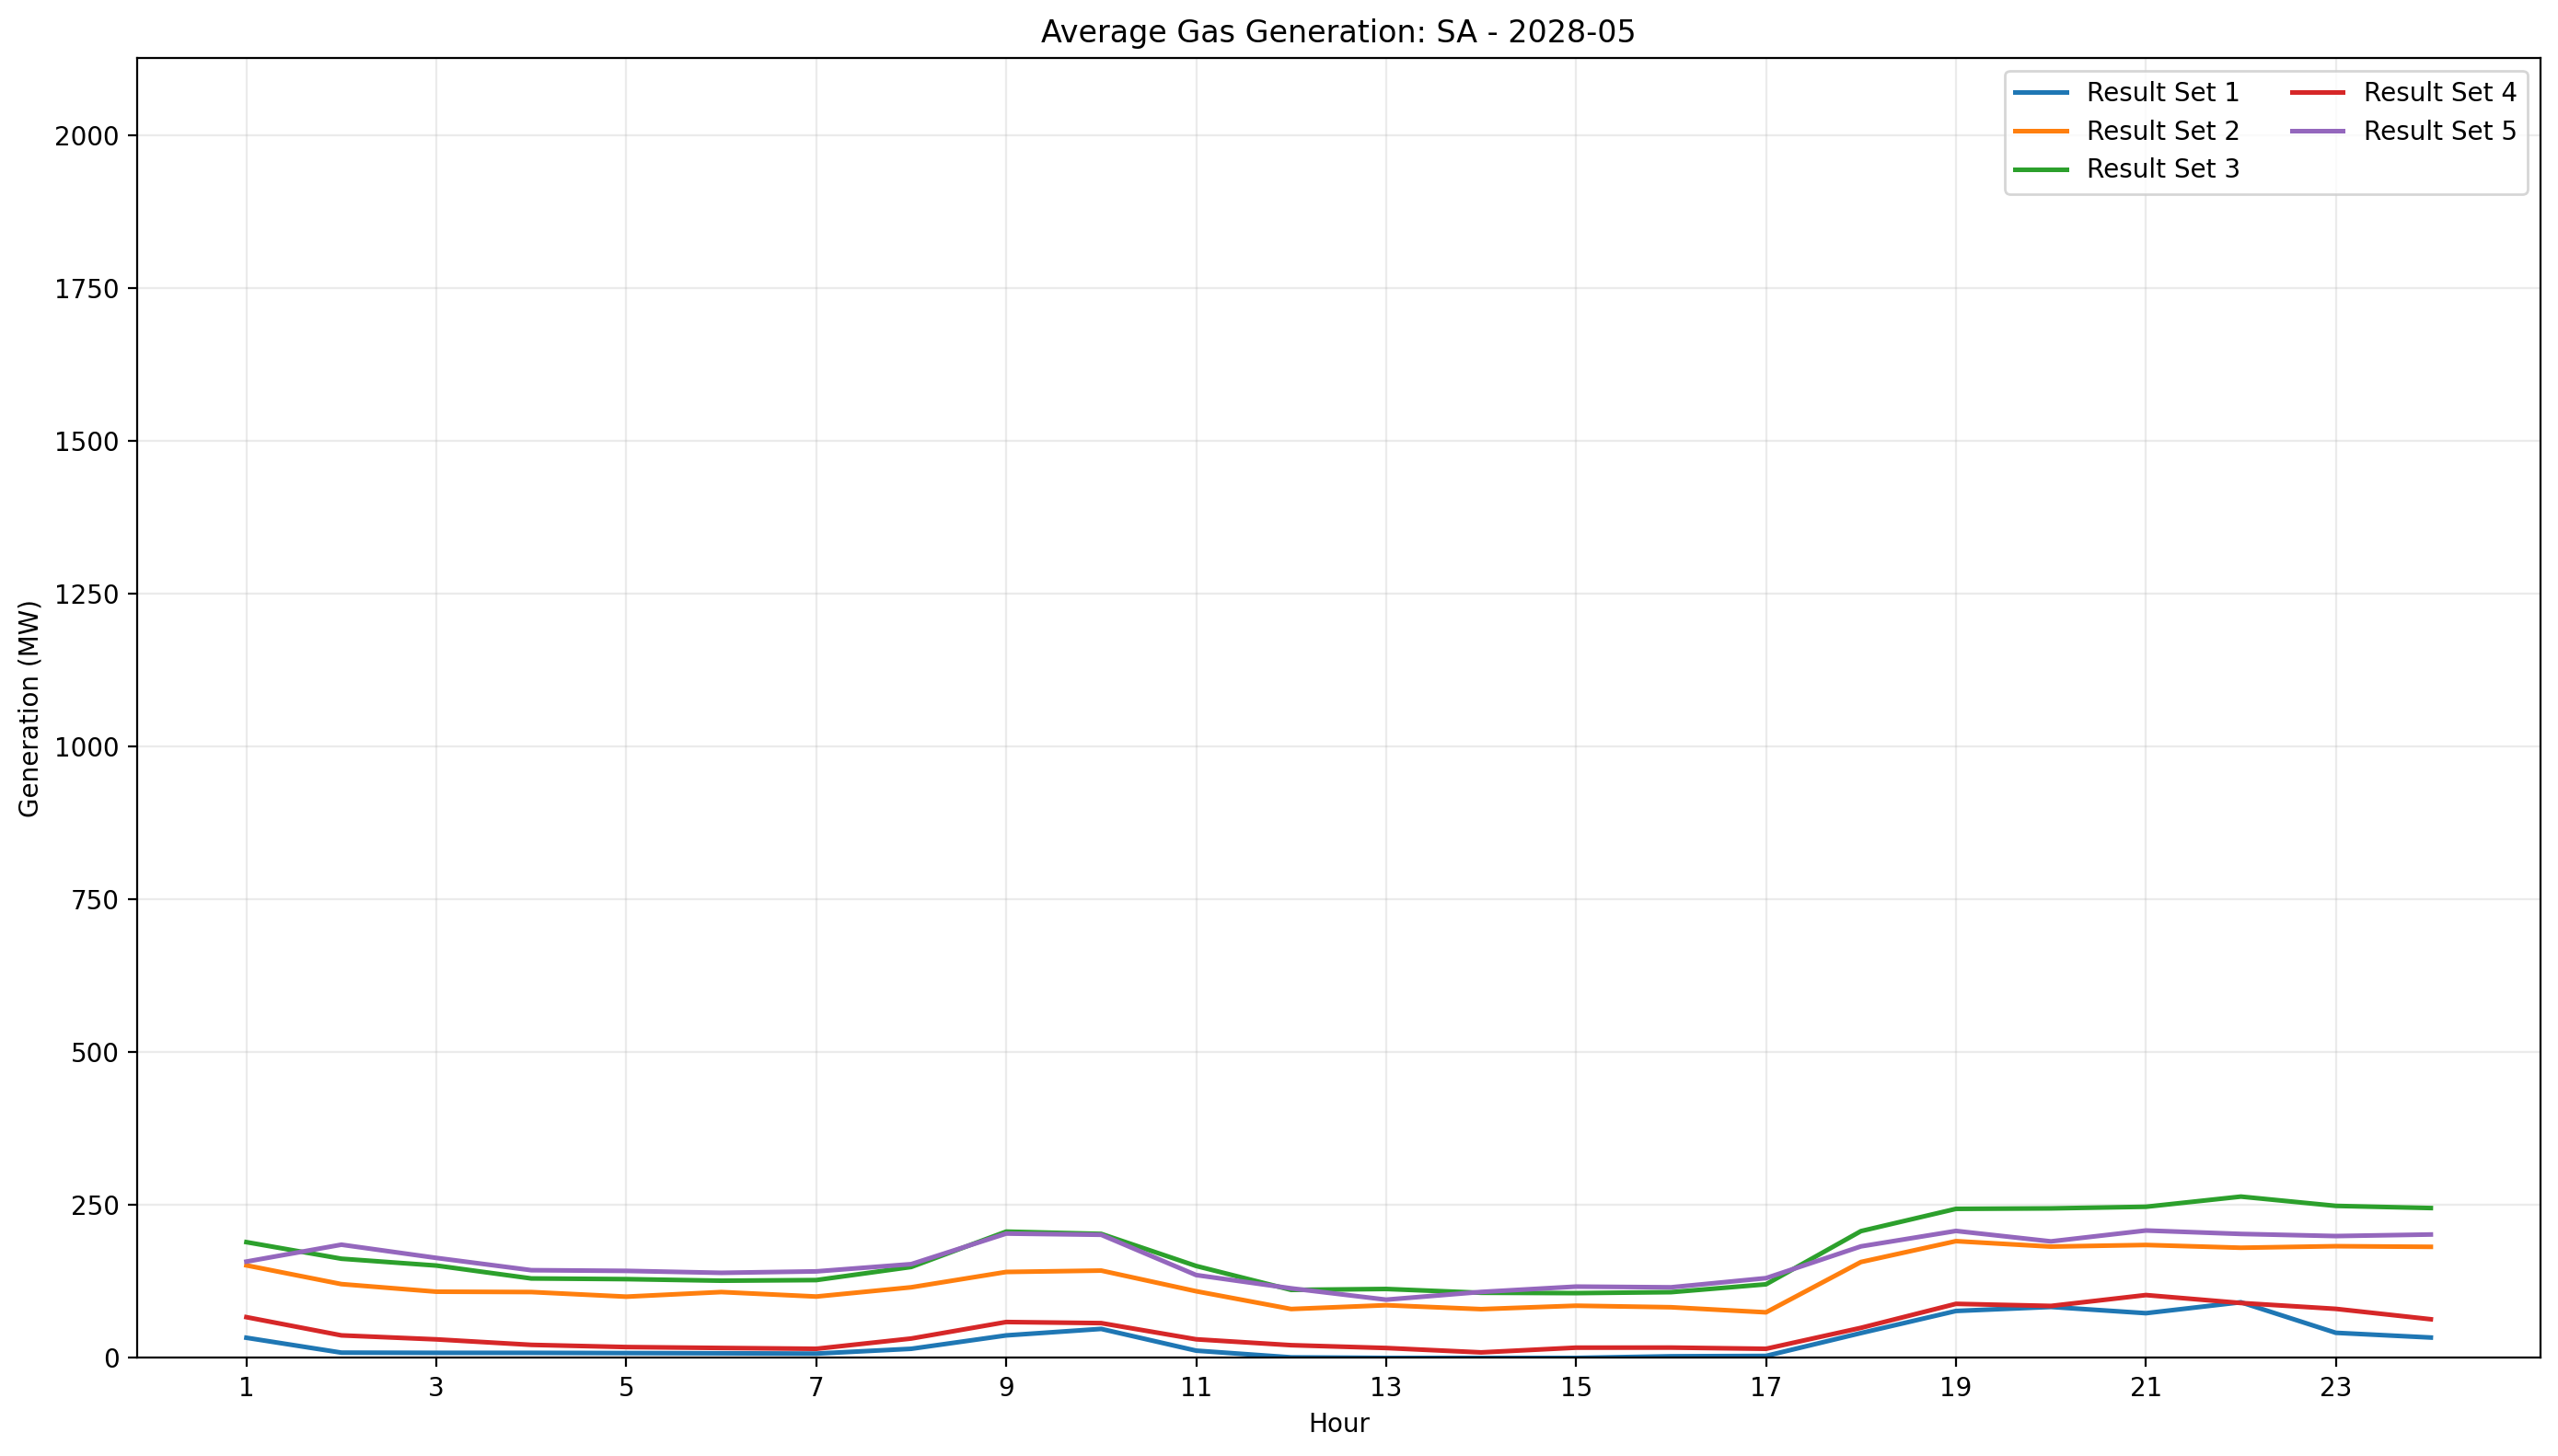 Average Gas Generation: SA - 2028-05
Result Set 1
Result Set 2
Result Set 3
Result Set 4
Result Set 5
Generation (MW)
2000
1750
1500
1250
1000
750
500
250
0
1 3 5 7 9 11 13 15 17 19 21 23
Hour